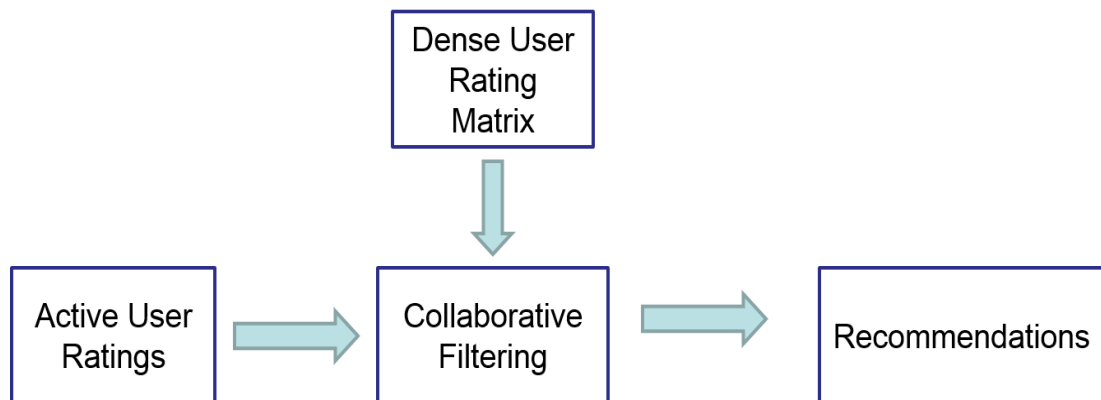 Dense User
Rating
Matrix
Active User
Ratings
Collaborative
Filtering
Recommendations